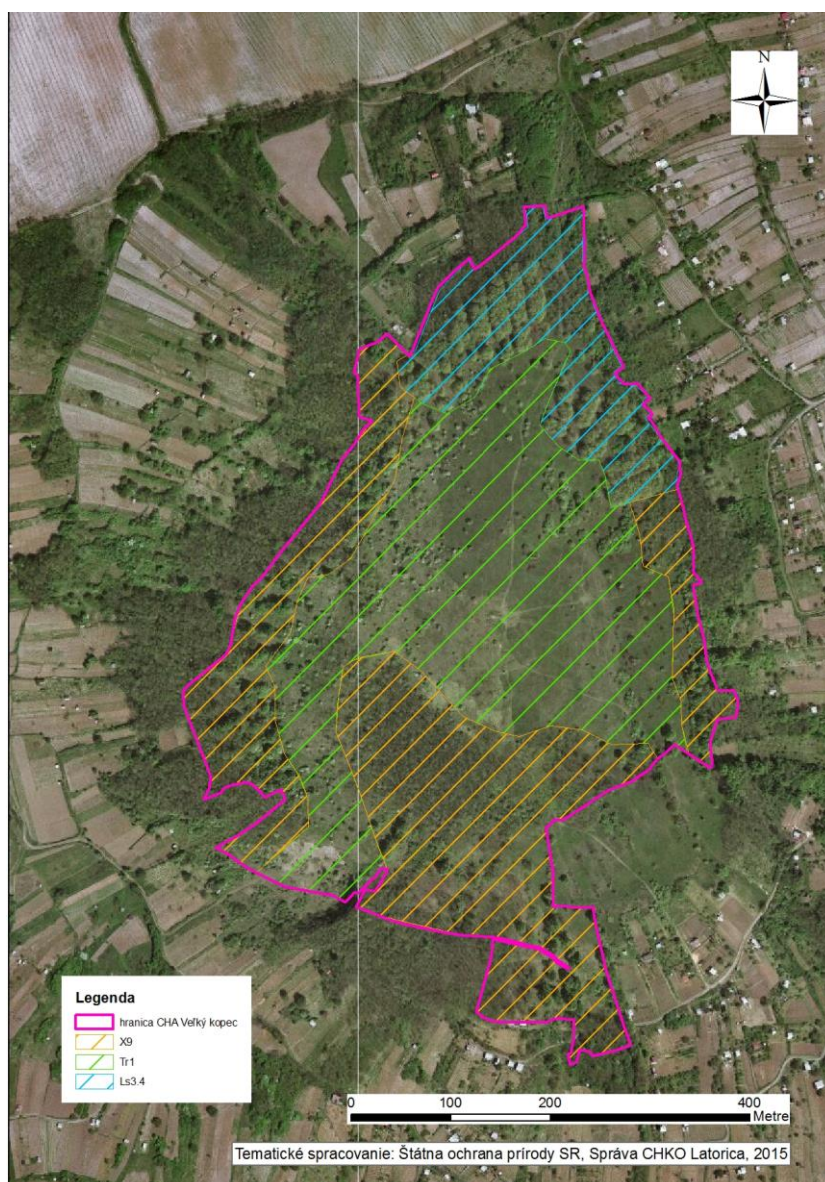 N
Legenda
hranica CHA Veľký kopec
X9
Tr1
Ls3.4
0 100 200 400
Metre
Tematické spracovanie: Štátna ochrana prírody SR, Správa CHKO Latorica, 2015